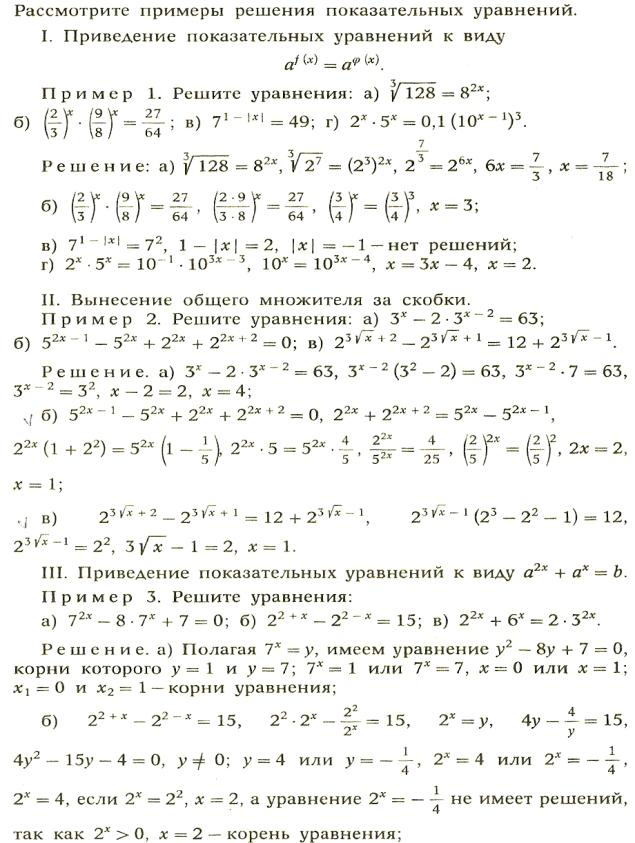 Рассмотрите примеры решения показательных уравнений.
I. Приведение показательных уравнений к виду
a^{f (x)} = a^{φ (x)}.
Пример 1. Решите уравнения: а) ∛128 = 8^{2x};
б) (2/3)^x · (9/8)^x = 27/64; в) 7^{1 − |x|} = 49; г) 2^x · 5^x = 0,1 (10^{x − 1})^3.
Решение: а) ∛128 = 8^{2x}, ∛2^7 = (2^3)^{2x}, 2^{7/3} = 2^{6x}, 6x = 7/3, x = 7/18;
б) (2/3)^x · (9/8)^x = 27/64, (2 · 9/3 · 8)^x = 27/64, (3/4)^x = (3/4)^3, x = 3;
в) 7^{1 − |x|} = 7^2, 1 − |x| = 2, |x| = −1 — нет решений;
г) 2^x · 5^x = 10^{−1} · 10^{3x − 3}, 10^x = 10^{3x − 4}, x = 3x − 4, x = 2.
II. Вынесение общего множителя за скобки.
Пример 2. Решите уравнения: а) 3^x − 2 · 3^{x − 2} = 63;
б) 5^{2x − 1} − 5^{2x} + 2^{2x} + 2^{2x + 2} = 0; в) 2^{3√x + 2} − 2^{3√x + 1} = 12 + 2^{3√x − 1}.
Решение. а) 3^x − 2 · 3^{x − 2} = 63, 3^{x − 2} (3^2 − 2) = 63, 3^{x − 2} · 7 = 63,
3^{x − 2} = 3^2, x − 2 = 2, x = 4;
б) 5^{2x − 1} − 5^{2x} + 2^{2x} + 2^{2x + 2} = 0, 2^{2x} + 2^{2x + 2} = 5^{2x} − 5^{2x − 1},
2^{2x} (1 + 2^2) = 5^{2x} (1 − 1/5), 2^{2x} · 5 = 5^{2x} · 4/5, 2^{2x}/5^{2x} = 4/25, (2/5)^{2x} = (2/5)^2, 2x = 2,
x = 1;
в) 2^{3√x + 2} − 2^{3√x + 1} = 12 + 2^{3√x − 1}, 2^{3√x − 1} (2^3 − 2^2 − 1) = 12,
2^{3√x − 1} = 2^2, 3√x − 1 = 2, x = 1.
III. Приведение показательных уравнений к виду a^{2x} + a^x = b.
Пример 3. Решите уравнения:
а) 7^{2x} − 8 · 7^x + 7 = 0; б) 2^{2 + x} − 2^{2 − x} = 15; в) 2^{2x} + 6^x = 2 · 3^{2x}.
Решение. а) Полагая 7^x = y, имеем уравнение y^2 − 8y + 7 = 0,
корни которого y = 1 и y = 7; 7^x = 1 или 7^x = 7, x = 0 или x = 1;
x_1 = 0 и x_2 = 1 — корни уравнения;
б) 2^{2 + x} − 2^{2 − x} = 15, 2^2 · 2^x − 2^2/2^x = 15, 2^x = y, 4y − 4/y = 15,
4y^2 − 15y − 4 = 0, y ≠ 0; y = 4 или y = − 1/4, 2^x = 4 или 2^x = − 1/4,
2^x = 4, если 2^x = 2^2, x = 2, а уравнение 2^x = − 1/4 не имеет решений,
так как 2^x > 0, x = 2 — корень уравнения;